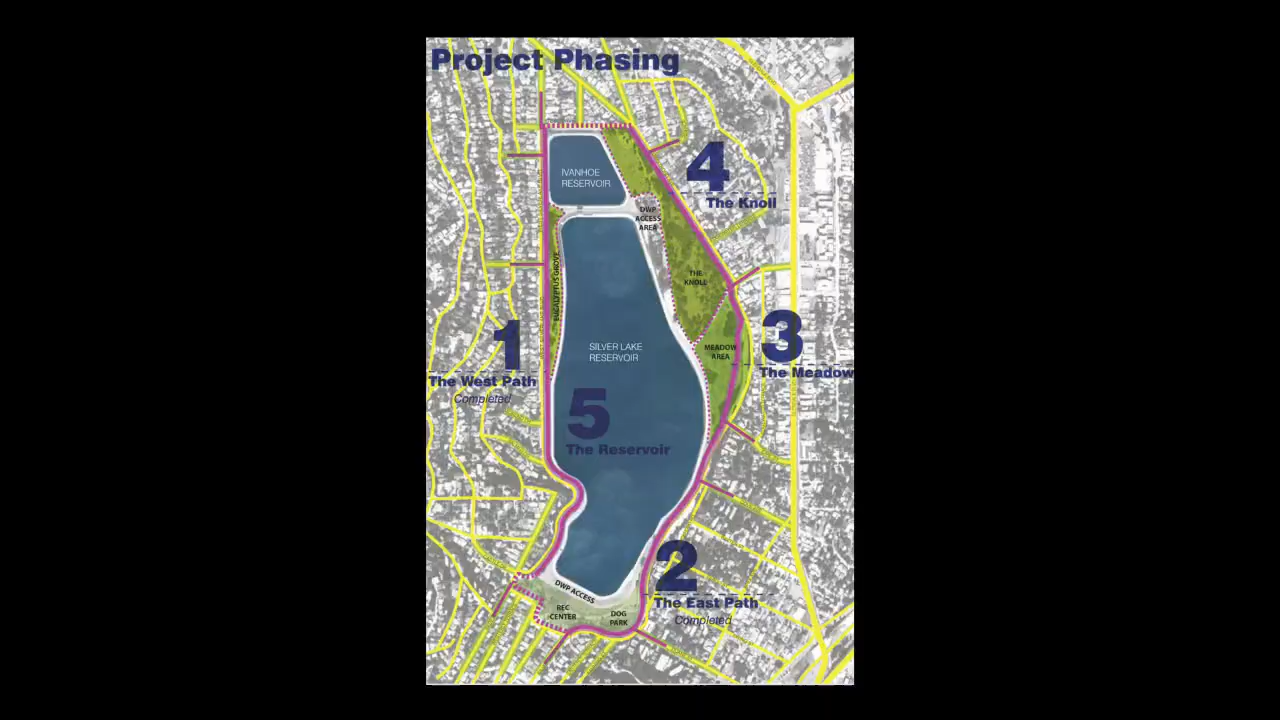 Project Phasing
IVANHOE
RESERVOIR
4
The Knoll
DWP
ACCESS
AREA
EUCALYPTUS GROVE
THE
KNOLL
1
The West Path
Completed
3
The Meadow
MEADOW
AREA
SILVER LAKE
RESERVOIR
5
The Reservoir
2
The East Path
Completed
DWP ACCESS
REC
CENTER
DOG
PARK